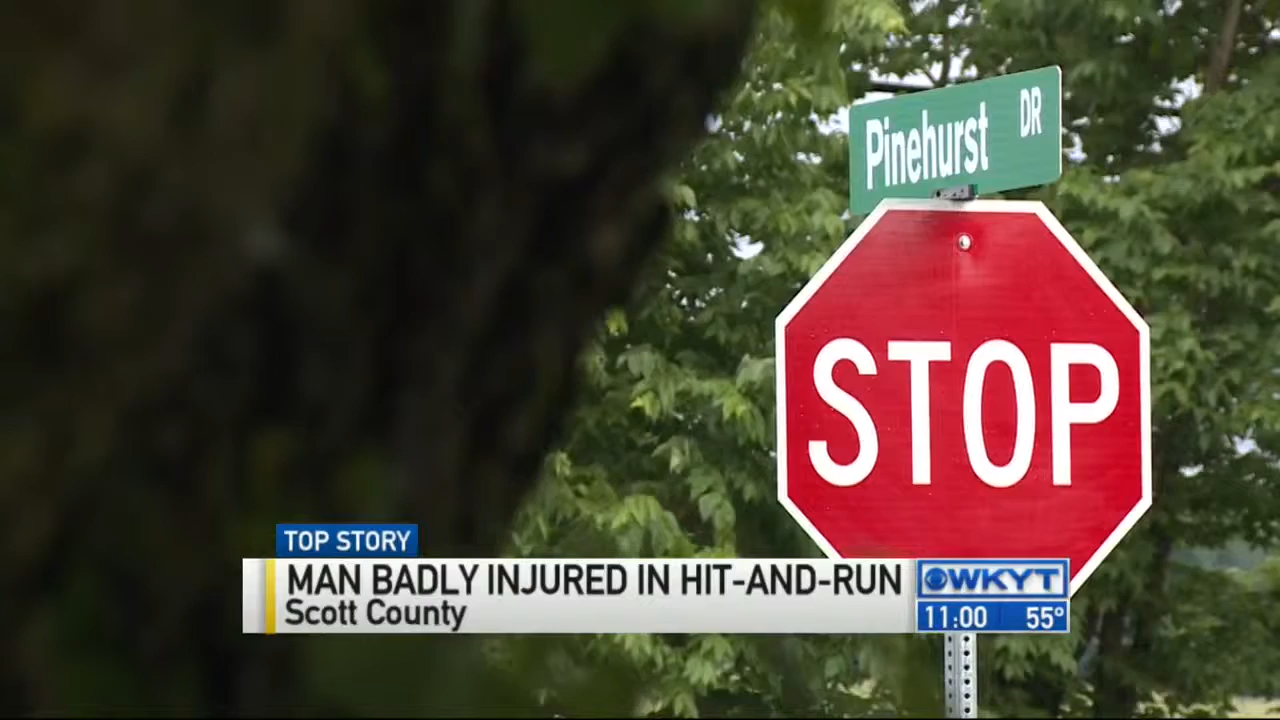 Pinehurst DR
STOP
TOP STORY
MAN BADLY INJURED IN HIT-AND-RUN
Scott County
WKYT
11:00 55°